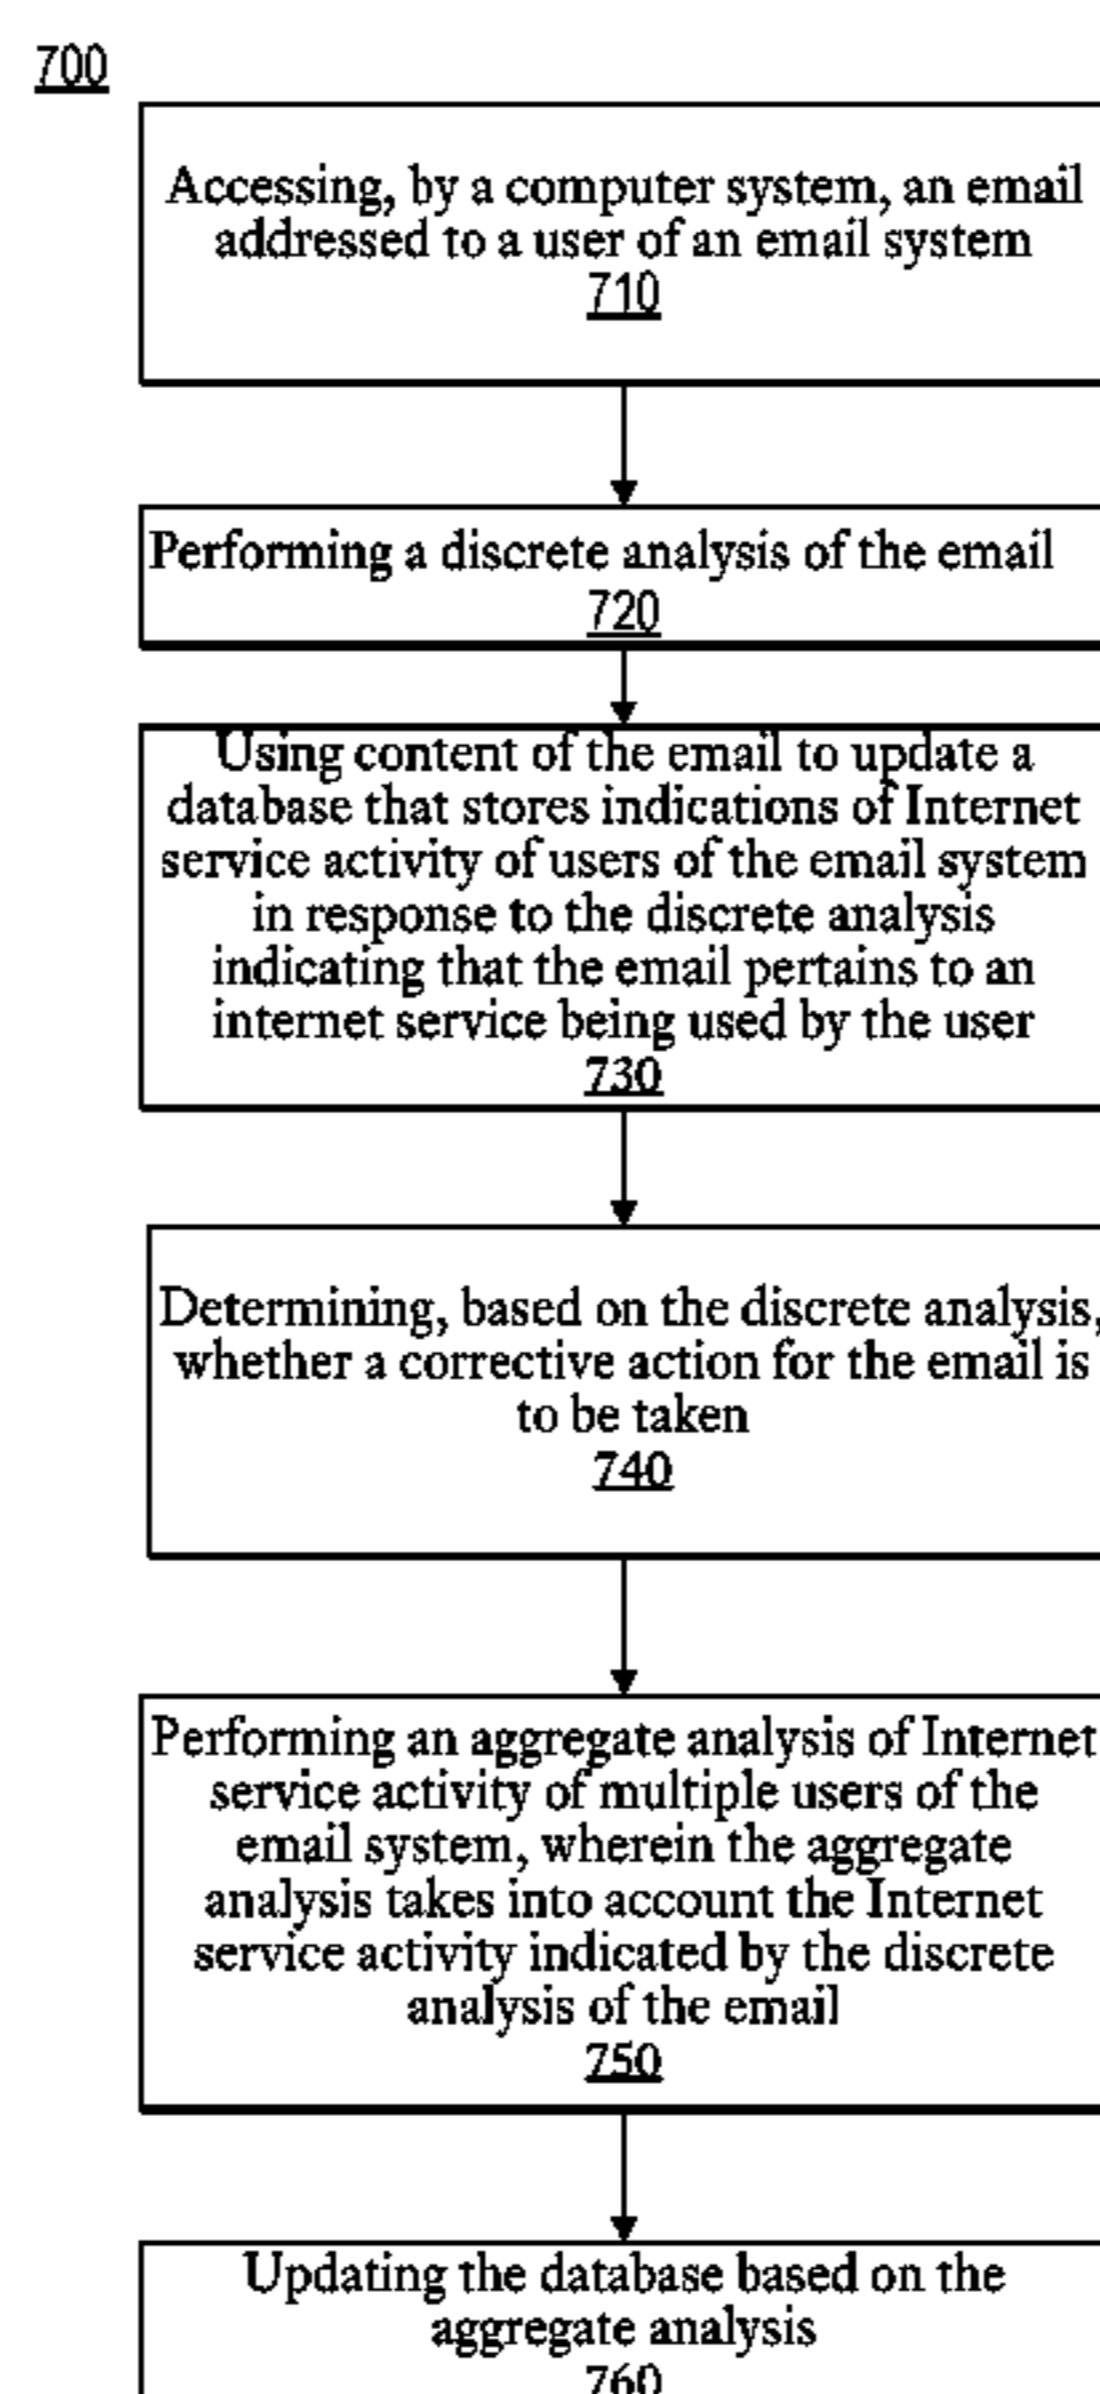 700
Accessing, by a computer system, an email
addressed to a user of an email system
710
Performing a discrete analysis of the email
720
Using content of the email to update a
database that stores indications of Internet
service activity of users of the email system
in response to the discrete analysis
indicating that the email pertains to an
internet service being used by the user
730
Determining, based on the discrete analysis,
whether a corrective action for the email is
to be taken
740
Performing an aggregate analysis of Internet
service activity of multiple users of the
email system, wherein the aggregate
analysis takes into account the Internet
service activity indicated by the discrete
analysis of the email
750
Updating the database based on the
aggregate analysis
760